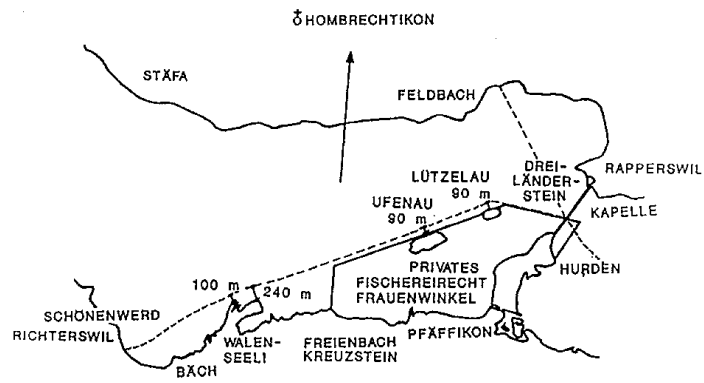 HOMBRECHTIKON
STÄFA
FELDBACH
DREI-
LÄNDER-
STEIN
RAPPERSWIL
LÜTZELAU
90 m
KAPELLE
UFENAU
90 m
HURDEN
PRIVATES
FISCHEREIRECHT
FRAUENWINKEL
100 m
240 m
SCHÖNENWERD
RICHTERSWIL
BÄCH
WALEN-
SEELI
FREIENBACH
KREUZSTEIN
PFÄFFIKON